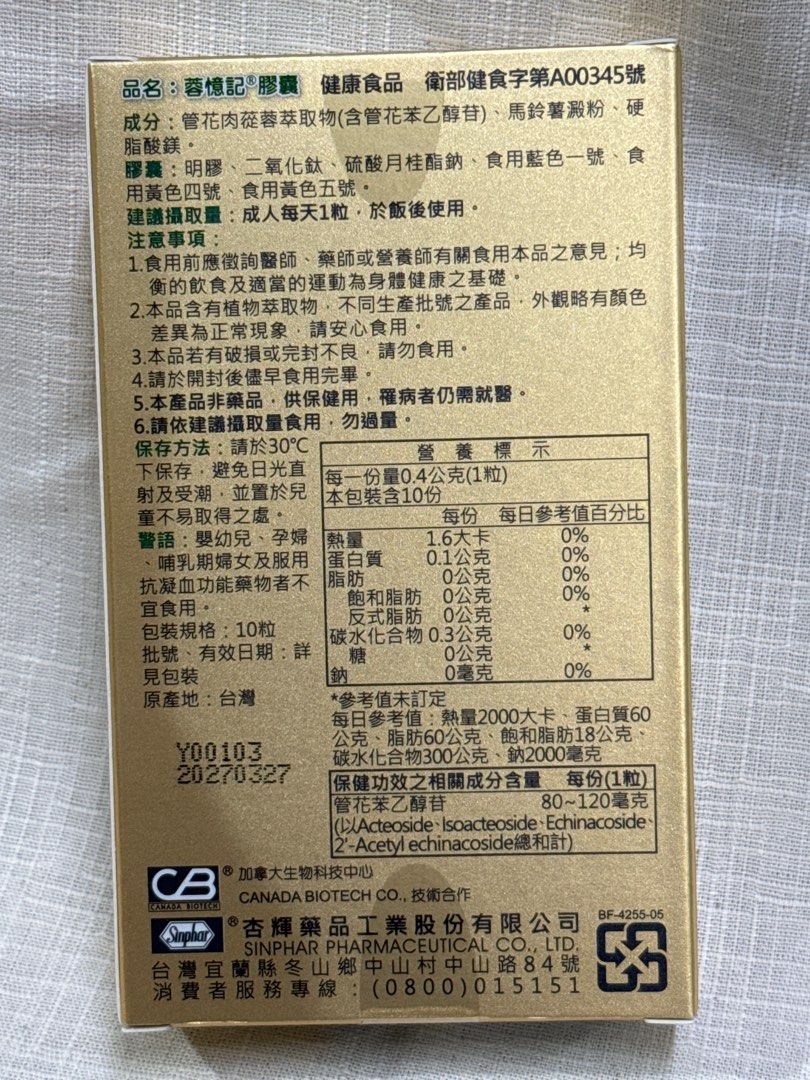 品名：蓉憶記®膠囊 健康食品 衛部健食字第A00345號
成分：管花肉蓯蓉萃取物(含管花苯乙醇苷)、馬鈴薯澱粉、硬
脂酸鎂。
膠囊：明膠、二氧化鈦、硫酸月桂酯鈉、食用藍色一號、食
用黃色四號、食用黃色五號。
建議攝取量：成人每天1粒，於飯後使用。
注意事項：
1.食用前應徵詢醫師、藥師或營養師有關食用本品之意見；均
衡的飲食及適當的運動為身體健康之基礎。
2.本品含有植物萃取物，不同生產批號之產品，外觀略有顏色
差異為正常現象，請安心食用。
3.本品若有破損或完封不良，請勿食用。
4.請於開封後儘早食用完畢。
5.本產品非藥品，供保健用，罹病者仍需就醫。
6.請依建議攝取量食用，勿過量。
保存方法：請於30℃
下保存，避免日光直
射及受潮，並置於兒
童不易取得之處。
警語：嬰幼兒、孕婦
、哺乳期婦女及服用
抗凝血功能藥物者不
宜食用。
包裝規格：10粒
批號、有效日期：詳
見包裝
原產地：台灣
Y00103
20270327
營養標示
每一份量0.4公克(1粒)
本包裝含10份
每份 每日參考值百分比
熱量 1.6大卡 0%
蛋白質 0.1公克 0%
脂肪 0公克 0%
飽和脂肪 0公克 0%
反式脂肪 0公克 *
碳水化合物 0.3公克 0%
糖 0公克 *
鈉 0毫克 0%
*參考值未訂定
每日參考值：熱量2000大卡、蛋白質60
公克、脂肪60公克、飽和脂肪18公克、
碳水化合物300公克、鈉2000毫克
保健功效之相關成分含量 每份(1粒)
管花苯乙醇苷 80~120毫克
(以Acteoside、Isoacteoside、Echinacoside、
2'-Acetyl echinacoside總和計)
CB
CANADA BIOTECH
® 加拿大生物科技中心
CANADA BIOTECH CO., 技術合作
Sinphar
® 杏輝藥品工業股份有限公司
SINPHAR PHARMACEUTICAL CO., LTD.
台灣宜蘭縣冬山鄉中山村中山路84號
消費者服務專線：(0800)015151
BF-4255-05